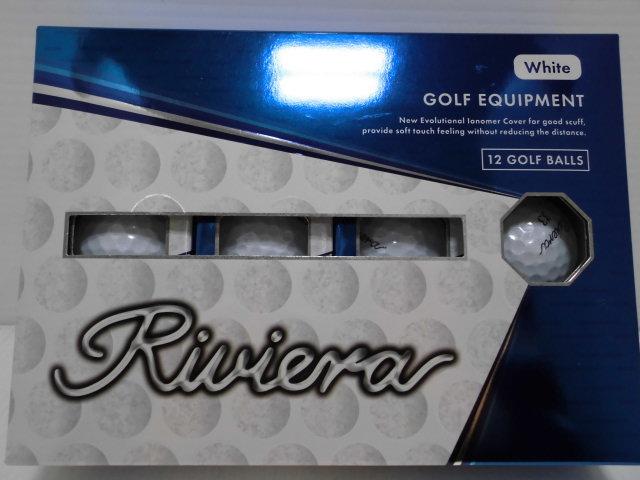 White
GOLF EQUIPMENT
New Evolutional Ionomer Cover for good scuff,
provide soft touch feeling without reducing the distance.
12 GOLF BALLS
Riviera